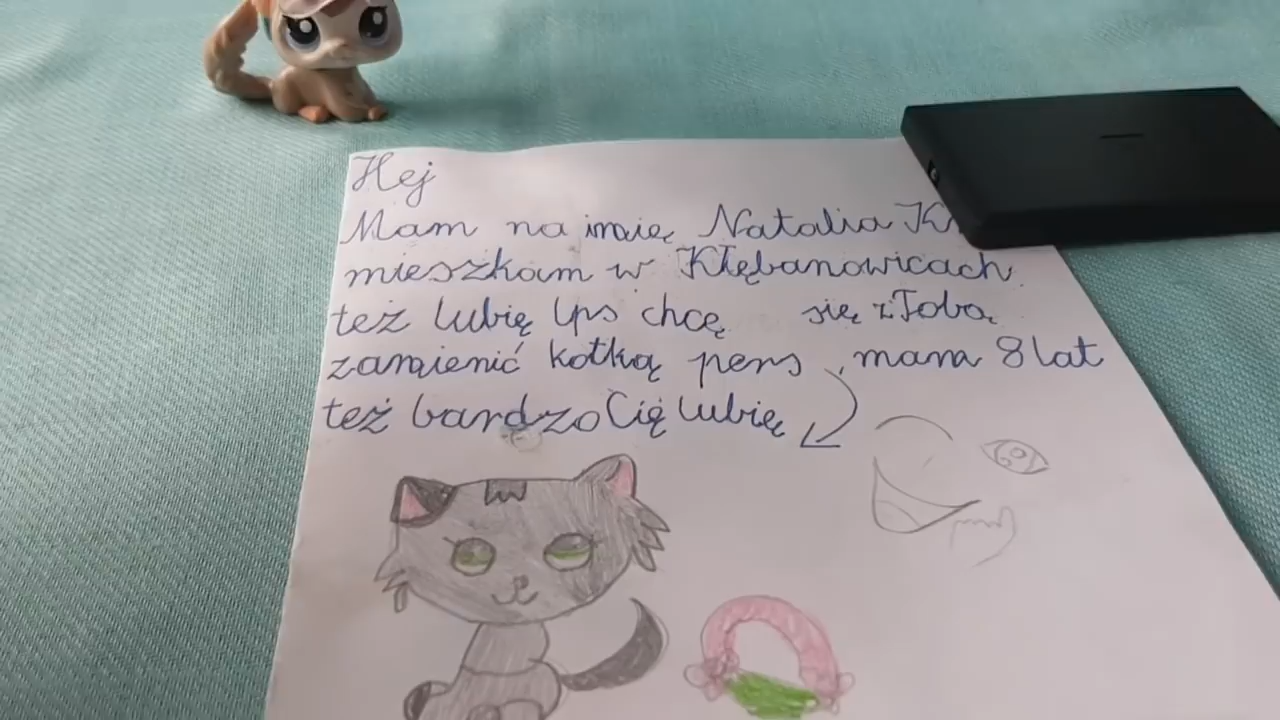 Hej
Mam na imię Natalia
mieszkam w Kłębanowicach
też lubię lps chcę się z Tobą
zamienić kotką pers, mam 8 lat
też bardzo Cię lubię